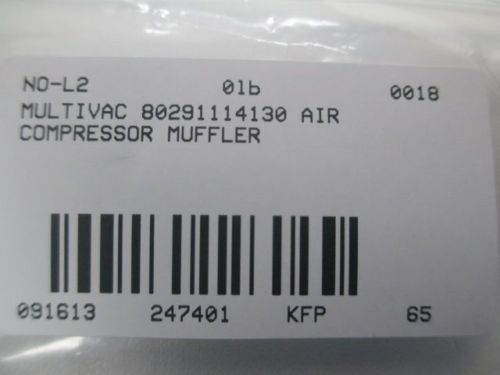 NO-L2 0lb 0018
MULTIVAC 80291114130 AIR
COMPRESSOR MUFFLER
091613 247401 KFP 65